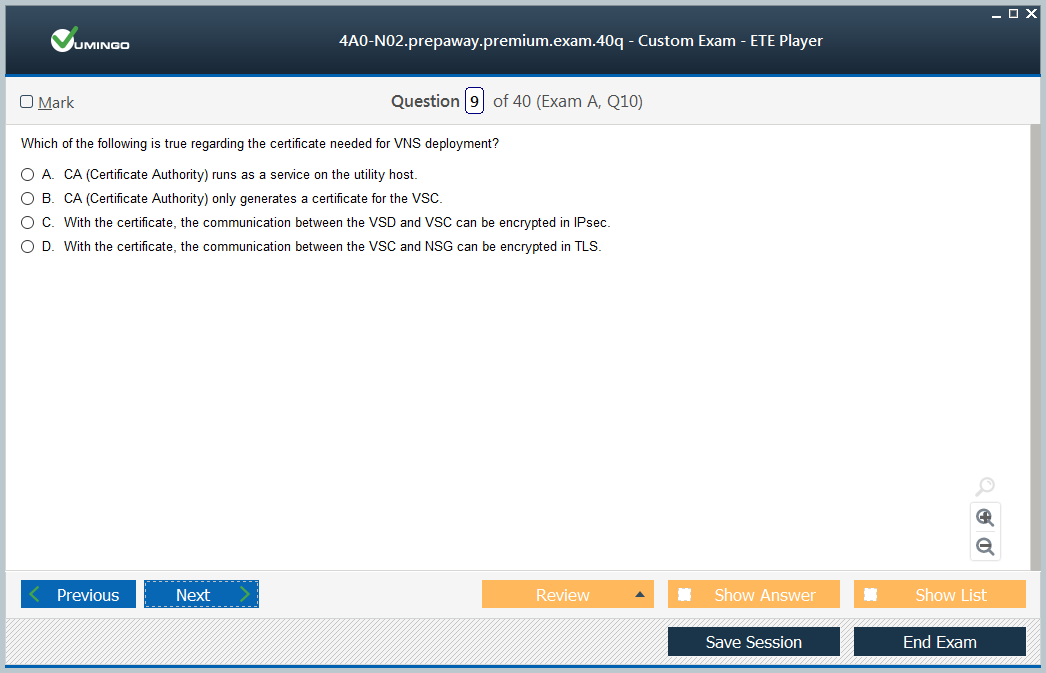 VUMINGO
4A0-N02.prepaway.premium.exam.40q - Custom Exam - ETE Player
Mark
Question 9 of 40 (Exam A, Q10)
Which of the following is true regarding the certificate needed for VNS deployment?
A. CA (Certificate Authority) runs as a service on the utility host.
B. CA (Certificate Authority) only generates a certificate for the VSC.
C. With the certificate, the communication between the VSD and VSC can be encrypted in IPsec.
D. With the certificate, the communication between the VSC and NSG can be encrypted in TLS.
Previous
Next
Review
Show Answer
Show List
Save Session
End Exam